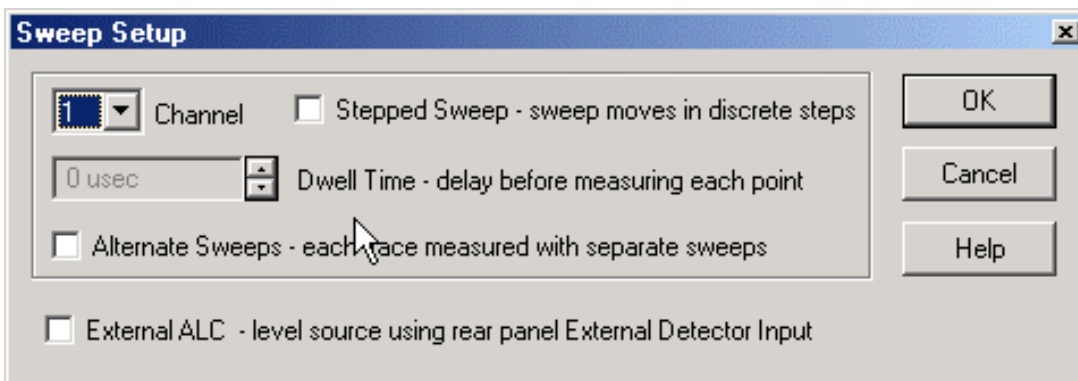 Sweep Setup
1 Channel
Stepped Sweep - sweep moves in discrete steps
OK
0 usec
Dwell Time - delay before measuring each point
Cancel
Alternate Sweeps - each race measured with separate sweeps
Help
External ALC - level source using rear panel External Detector Input